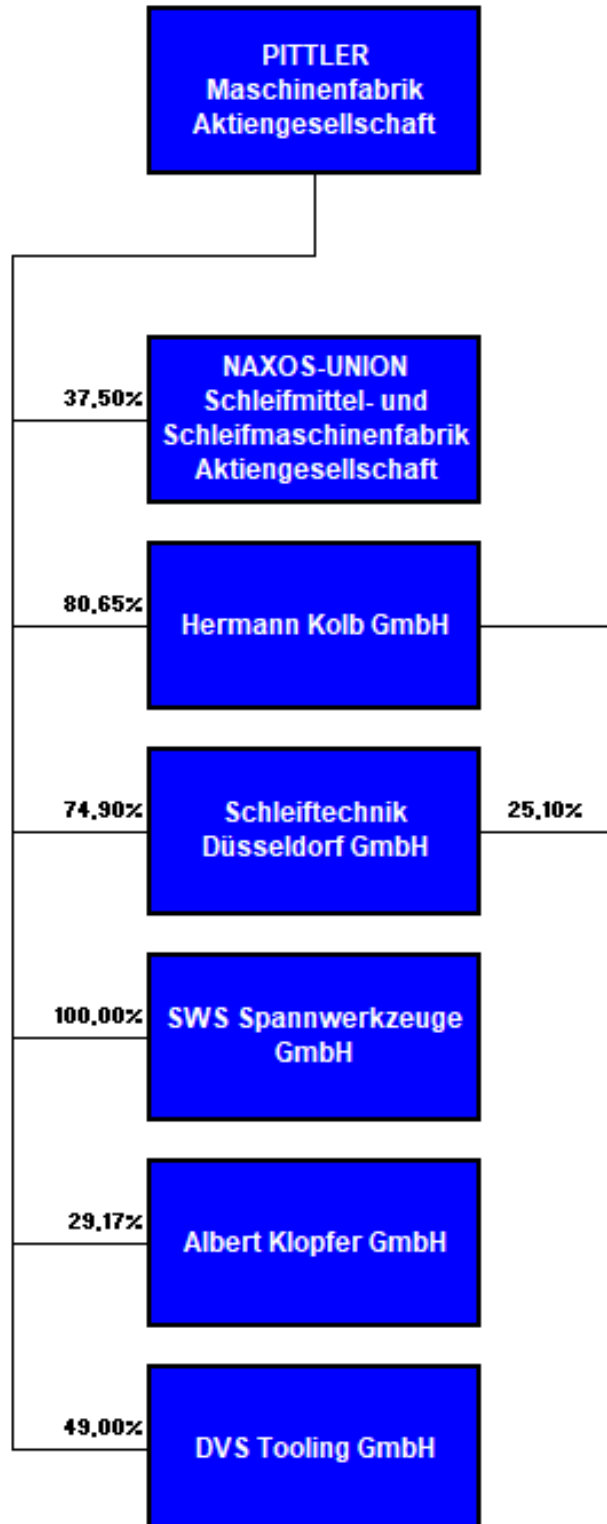 PITTLER
Maschinenfabrik
Aktiengesellschaft
37,50%
NAXOS-UNION
Schleifmittel- und
Schleifmaschinenfabrik
Aktiengesellschaft
80,65%
Hermann Kolb GmbH
74,90%
Schleiftechnik
Düsseldorf GmbH
25,10%
100,00%
SWS Spannwerkzeuge
GmbH
29,17%
Albert Klopfer GmbH
49,00%
DVS Tooling GmbH